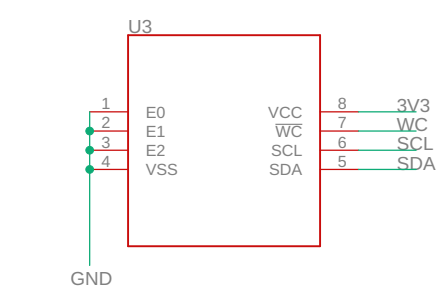 U3
1 E0 VCC 8 3V3
2 E1 WC 7 WC
3 E2 SCL 6 SCL
4 VSS SDA 5 SDA
GND